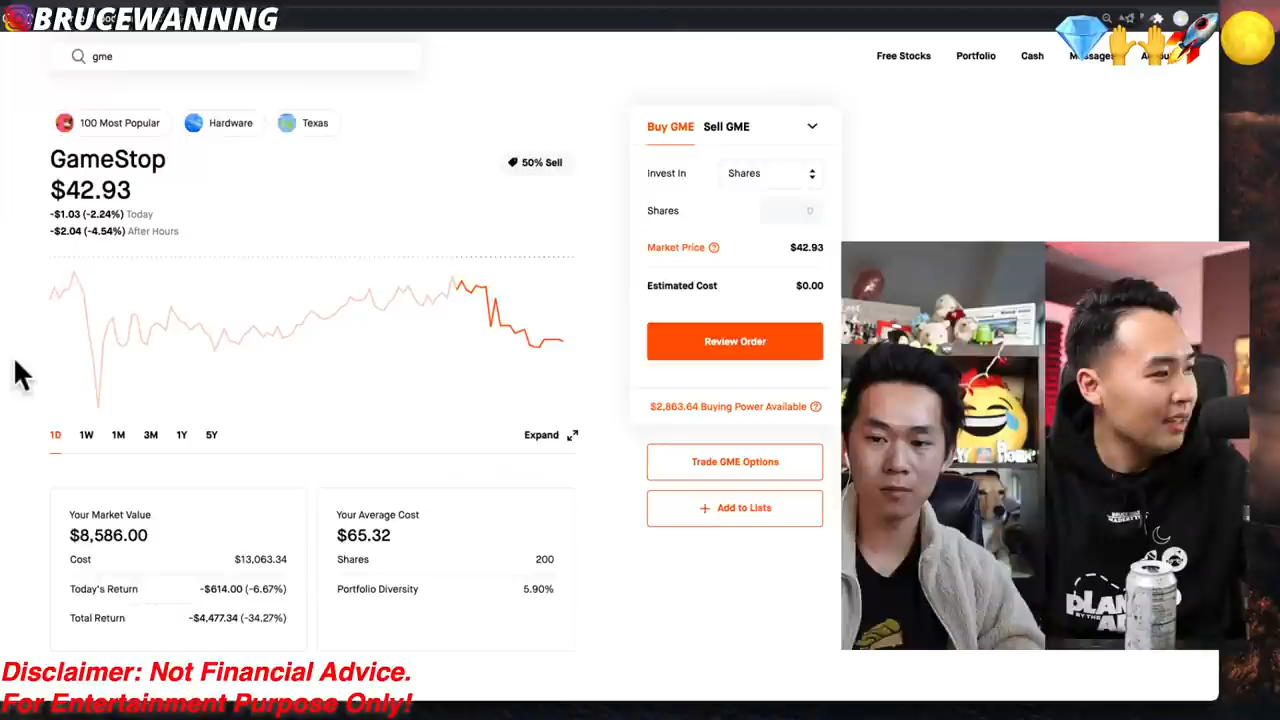 BRUCEWANNNG
gme
Free Stocks
Portfolio
Cash
Messages
100 Most Popular
Hardware
Texas
GameStop
$42.93
-$1.03 (-2.24%) Today
-$2.04 (-4.54%) After Hours
50% Sell
Buy GME
Sell GME
Invest In
Shares
Shares
0
Market Price
$42.93
Estimated Cost
$0.00
Review Order
$2,863.64 Buying Power Available
Trade GME Options
+ Add to Lists
1D
1W
1M
3M
1Y
5Y
Expand
Your Market Value
$8,586.00
Cost
$13,063.34
Today's Return
-$614.00 (-6.67%)
Total Return
-$4,477.34 (-34.27%)
Your Average Cost
$65.32
Shares
200
Portfolio Diversity
5.90%
Disclaimer: Not Financial Advice.
For Entertainment Purpose Only!